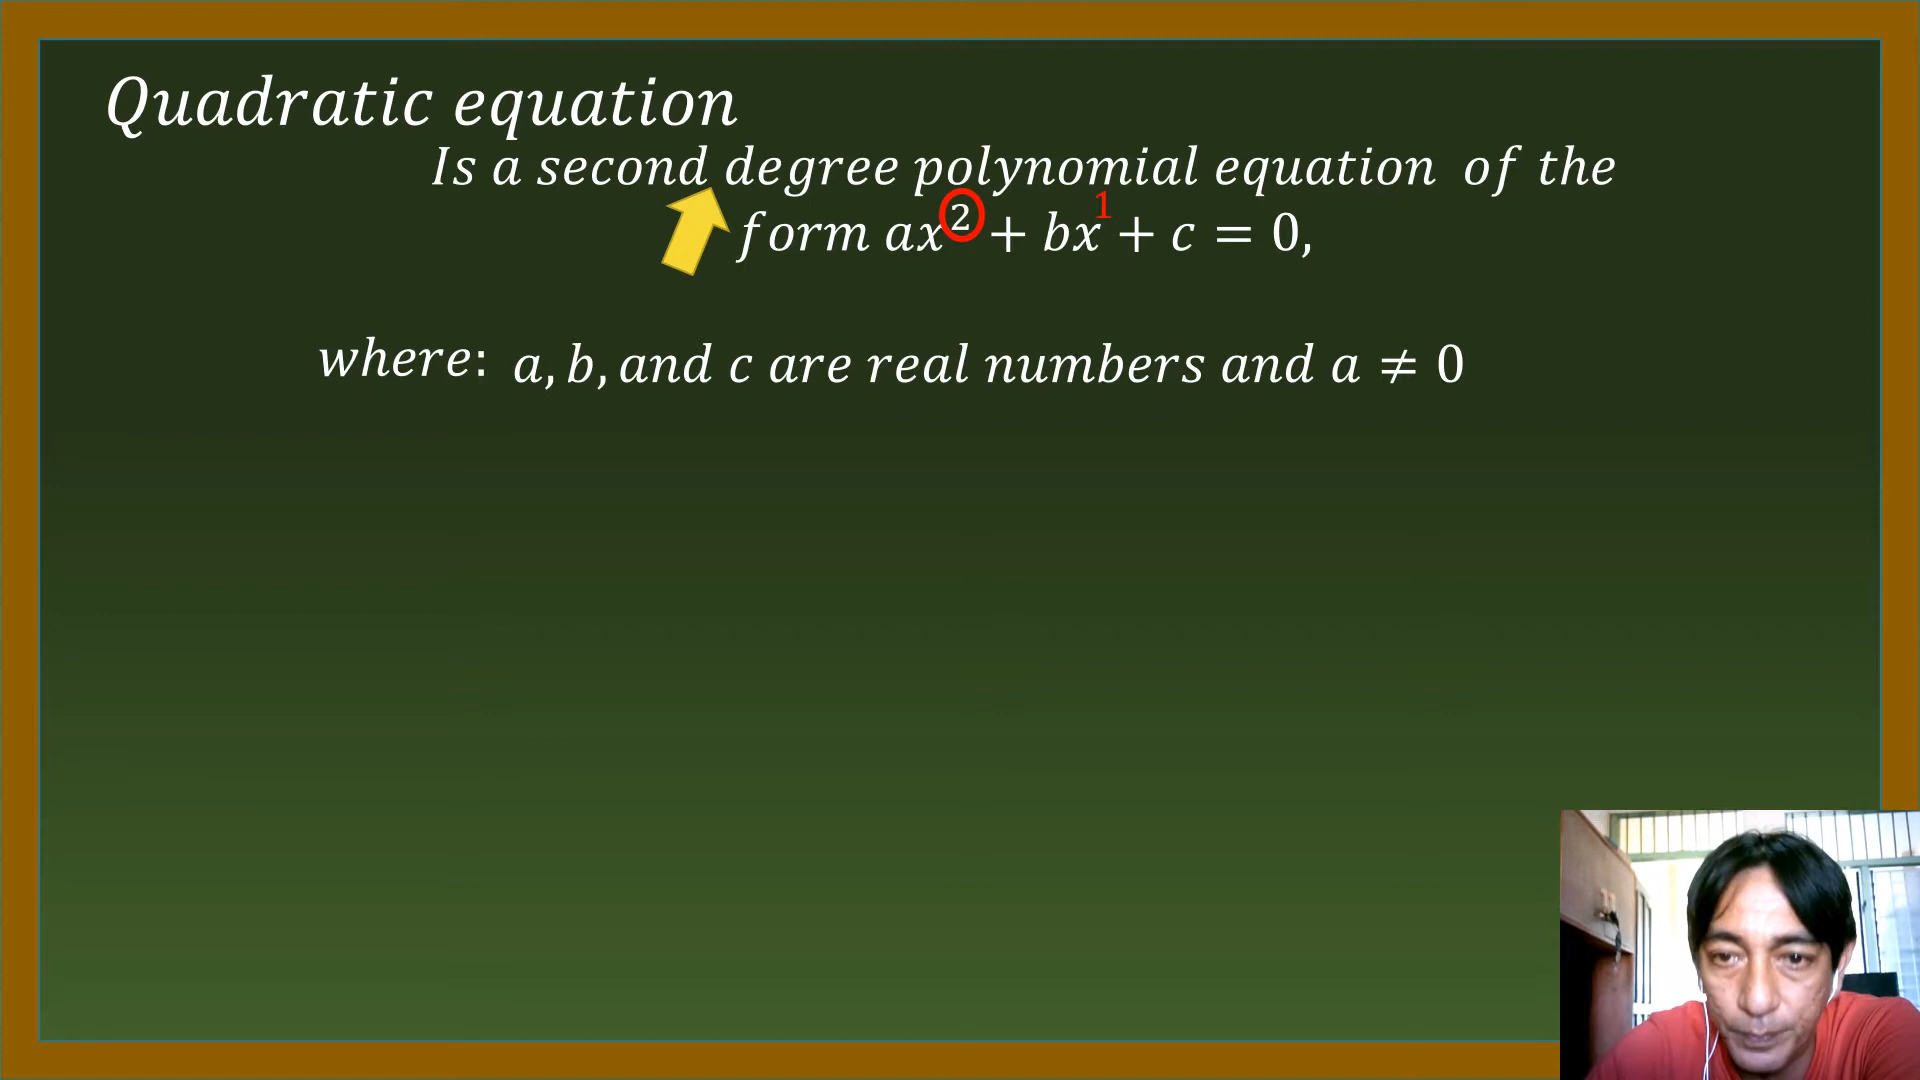 Quadratic equation
Is a second degree polynomial equation of the
form ax² + bx¹ + c = 0,
where: a, b, and c are real numbers and a ≠ 0